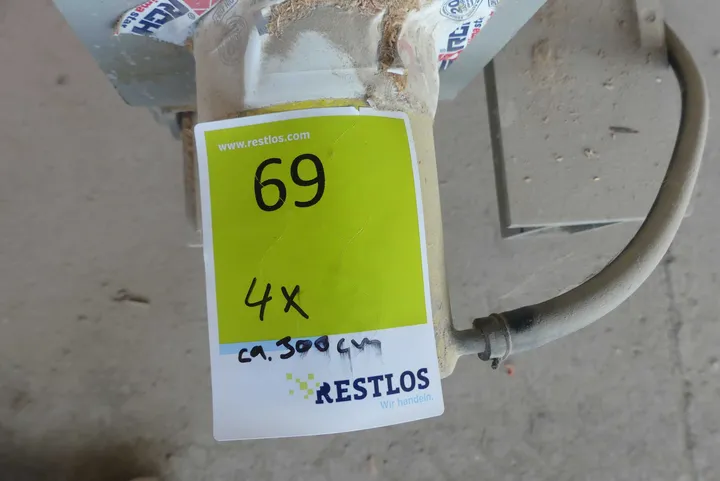 www.restlos.com
69
4x
ca. 300 cm
RESTLOS
Wir handeln.